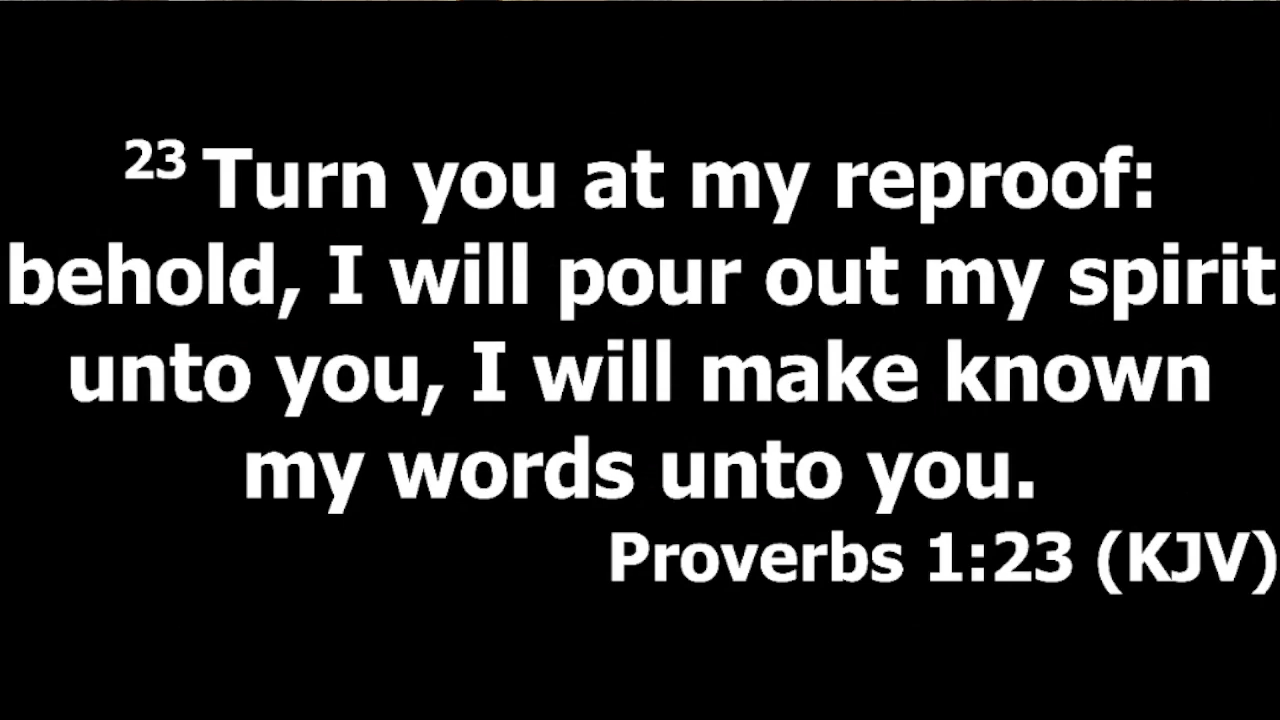 23 Turn you at my reproof:
behold, I will pour out my spirit
unto you, I will make known
my words unto you.
Proverbs 1:23 (KJV)